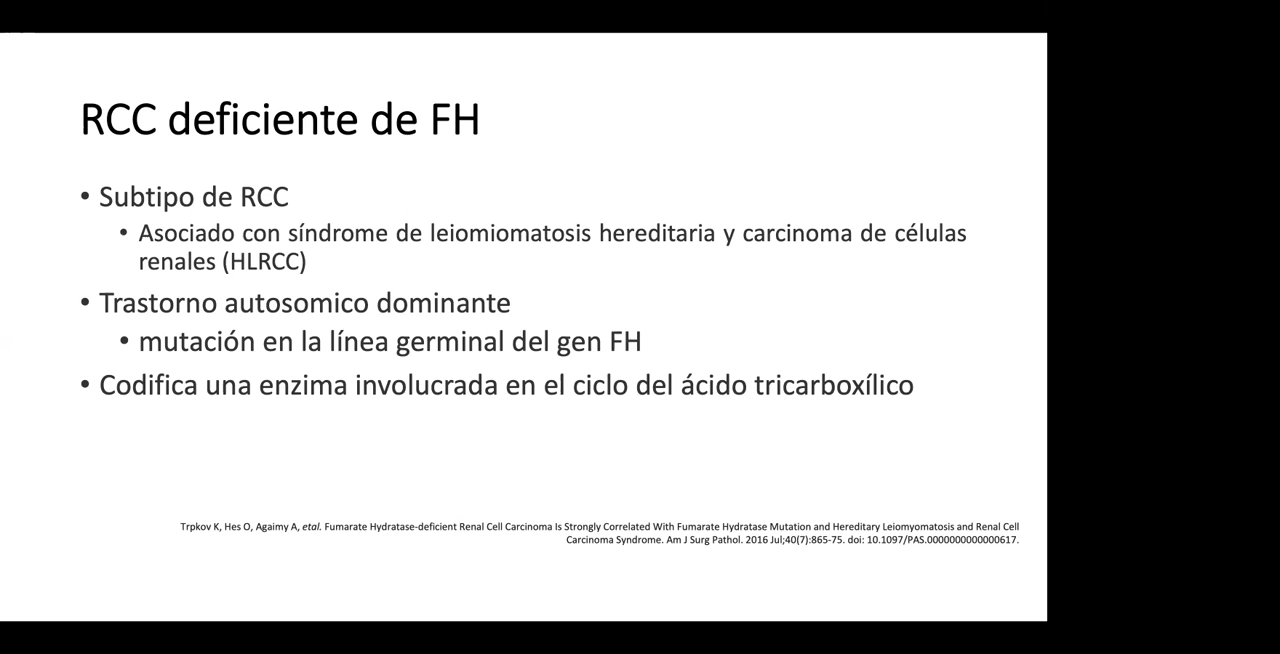 RCC deficiente de FH
• Subtipo de RCC
• Asociado con síndrome de leiomiomatosis hereditaria y carcinoma de células
renales (HLRCC)
• Trastorno autosomico dominante
• mutación en la línea germinal del gen FH
• Codifica una enzima involucrada en el ciclo del ácido tricarboxílico
Trpkov K, Hes O, Agaimy A, etal. Fumarate Hydratase-deficient Renal Cell Carcinoma Is Strongly Correlated With Fumarate Hydratase Mutation and Hereditary Leiomyomatosis and Renal Cell
Carcinoma Syndrome. Am J Surg Pathol. 2016 Jul;40(7):865-75. doi: 10.1097/PAS.0000000000000617.